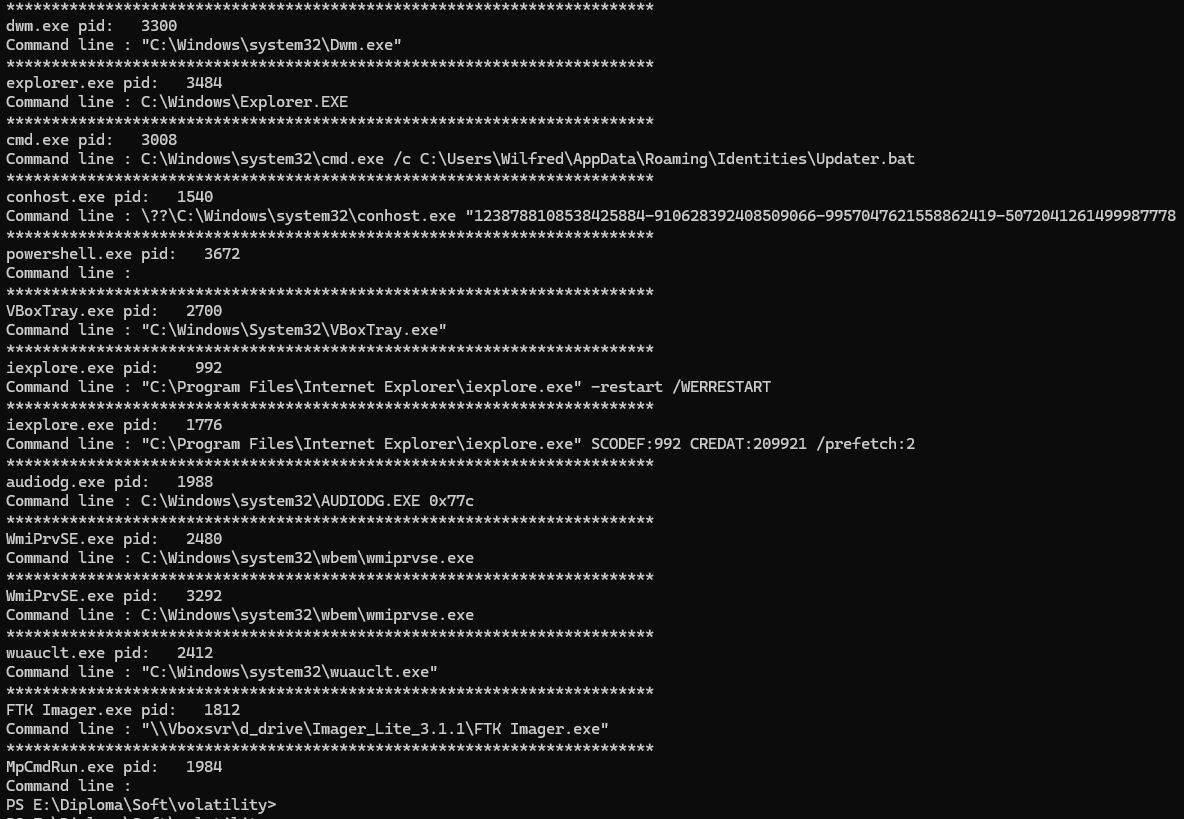 ************************************************************************
dwm.exe pid:   3300
Command line : "C:\Windows\system32\Dwm.exe"
************************************************************************
explorer.exe pid:   3484
Command line : C:\Windows\Explorer.EXE
************************************************************************
cmd.exe pid:   3008
Command line : C:\Windows\system32\cmd.exe /c C:\Users\Wilfred\AppData\Roaming\Identities\Updater.bat
************************************************************************
conhost.exe pid:   1540
Command line : \??\C:\Windows\system32\conhost.exe "1238788108538425884-910628392408509066-9957047621558862419-5072041261499987778
************************************************************************
powershell.exe pid:   3672
Command line :
************************************************************************
VBoxTray.exe pid:   2700
Command line : "C:\Windows\System32\VBoxTray.exe"
************************************************************************
iexplore.exe pid:    992
Command line : "C:\Program Files\Internet Explorer\iexplore.exe" -restart /WERRESTART
************************************************************************
iexplore.exe pid:   1776
Command line : "C:\Program Files\Internet Explorer\iexplore.exe" SCODEF:992 CREDAT:209921 /prefetch:2
************************************************************************
audiodg.exe pid:   1988
Command line : C:\Windows\system32\AUDIODG.EXE 0x77c
************************************************************************
WmiPrvSE.exe pid:   2480
Command line : C:\Windows\system32\wbem\wmiprvse.exe
************************************************************************
WmiPrvSE.exe pid:   3292
Command line : C:\Windows\system32\wbem\wmiprvse.exe
************************************************************************
wuauclt.exe pid:   2412
Command line : "C:\Windows\system32\wuauclt.exe"
************************************************************************
FTK Imager.exe pid:   1812
Command line : "\\Vboxsvr\d_drive\Imager_Lite_3.1.1\FTK Imager.exe"
************************************************************************
MpCmdRun.exe pid:   1984
Command line :
PS E:\Diploma\Soft\volatility>